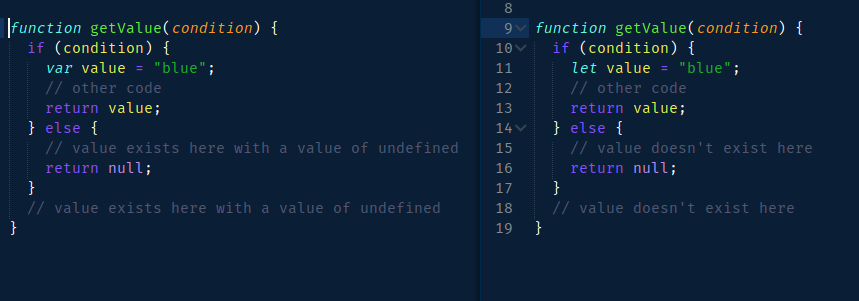 function getValue(condition) {
  if (condition) {
    var value = "blue";
    // other code
    return value;
  } else {
    // value exists here with a value of undefined
    return null;
  }
  // value exists here with a value of undefined
}
8
9 function getValue(condition) {
10   if (condition) {
11     let value = "blue";
12     // other code
13     return value;
14   } else {
15     // value doesn't exist here
16     return null;
17   }
18   // value doesn't exist here
19 }